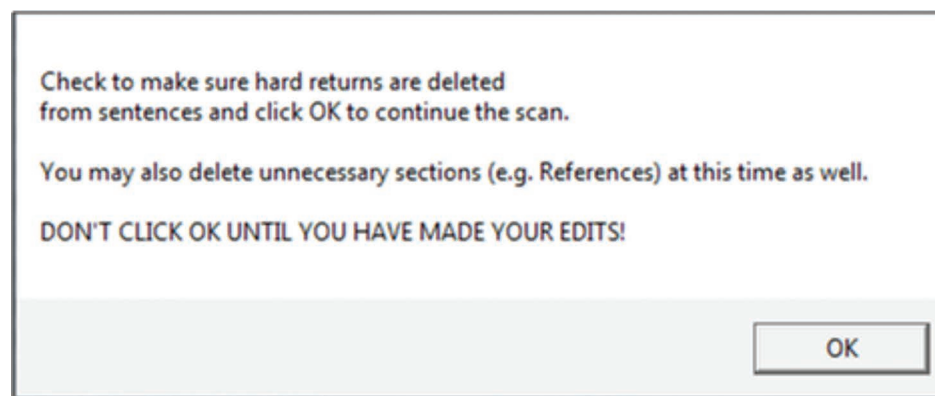 Check to make sure hard returns are deleted
from sentences and click OK to continue the scan.
You may also delete unnecessary sections (e.g. References) at this time as well.
DON'T CLICK OK UNTIL YOU HAVE MADE YOUR EDITS!
OK